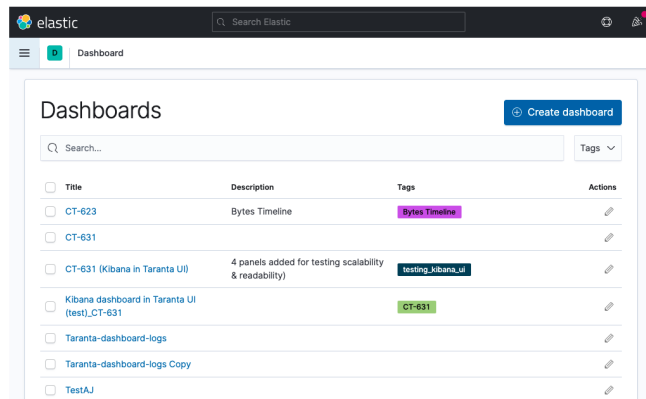 elastic
Search Elastic
D
Dashboard
Dashboards
Create dashboard
Search...
Tags
Title Description Tags Actions
CT-623 Bytes Timeline Bytes Timeline
CT-631
CT-631 (Kibana in Taranta UI) 4 panels added for testing scalability
& readability) testing_kibana_ui
Kibana dashboard in Taranta UI
(test)_CT-631 CT-631
Taranta-dashboard-logs
Taranta-dashboard-logs Copy
TestAJ